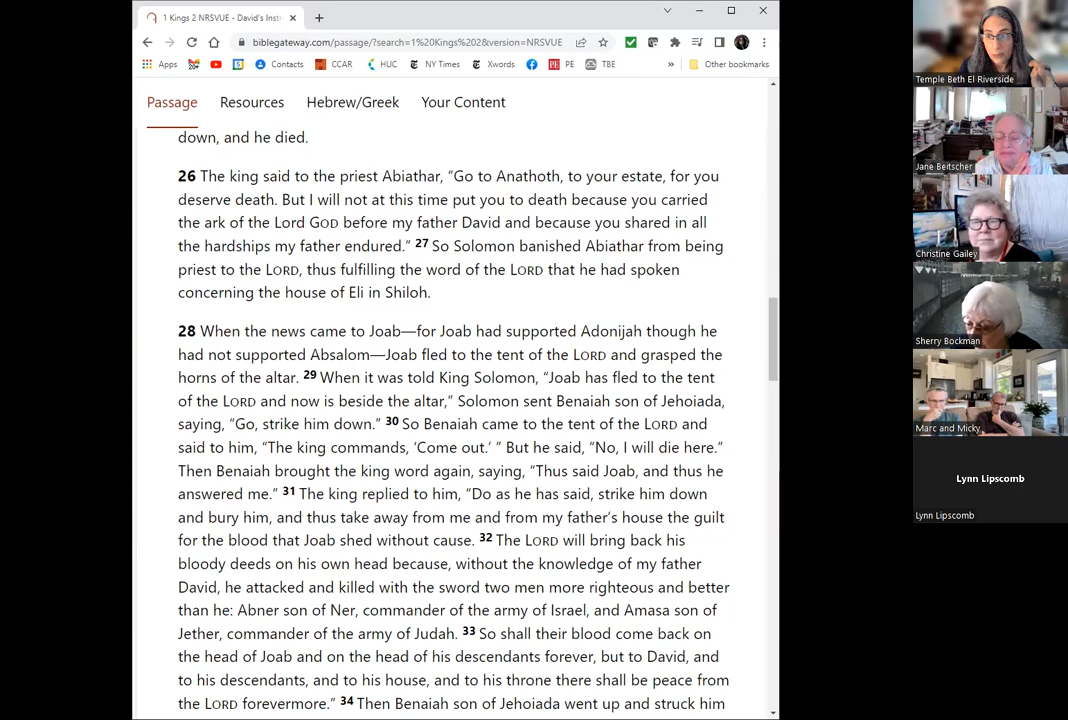 1 Kings 2 NRSVUE - David's Inst
biblegateway.com/passage/?search=1%20Kings%202&version=NRSVUE
Apps
Contacts
CCAR
HUC
NY Times
Xwords
PE
TBE
Other bookmarks
Passage
Resources
Hebrew/Greek
Your Content
down, and he died.
26 The king said to the priest Abiathar, “Go to Anathoth, to your estate, for you
deserve death. But I will not at this time put you to death because you carried
the ark of the Lord GOD before my father David and because you shared in all
the hardships my father endured.” 27 So Solomon banished Abiathar from being
priest to the LORD, thus fulfilling the word of the LORD that he had spoken
concerning the house of Eli in Shiloh.
28 When the news came to Joab—for Joab had supported Adonijah though he
had not supported Absalom—Joab fled to the tent of the LORD and grasped the
horns of the altar. 29 When it was told King Solomon, “Joab has fled to the tent
of the LORD and now is beside the altar,” Solomon sent Benaiah son of Jehoiada,
saying, “Go, strike him down.” 30 So Benaiah came to the tent of the LORD and
said to him, “The king commands, ‘Come out.’ ” But he said, “No, I will die here.”
Then Benaiah brought the king word again, saying, “Thus said Joab, and thus he
answered me.” 31 The king replied to him, “Do as he has said, strike him down
and bury him, and thus take away from me and from my father’s house the guilt
for the blood that Joab shed without cause. 32 The LORD will bring back his
bloody deeds on his own head because, without the knowledge of my father
David, he attacked and killed with the sword two men more righteous and better
than he: Abner son of Ner, commander of the army of Israel, and Amasa son of
Jether, commander of the army of Judah. 33 So shall their blood come back on
the head of Joab and on the head of his descendants forever, but to David, and
to his descendants, and to his house, and to his throne there shall be peace from
the LORD forevermore.” 34 Then Benaiah son of Jehoiada went up and struck him
Temple Beth El Riverside
Jane Beitscher
Christine Gailey
Sherry Bockman
Marc and Micky
Lynn Lipscomb
Lynn Lipscomb